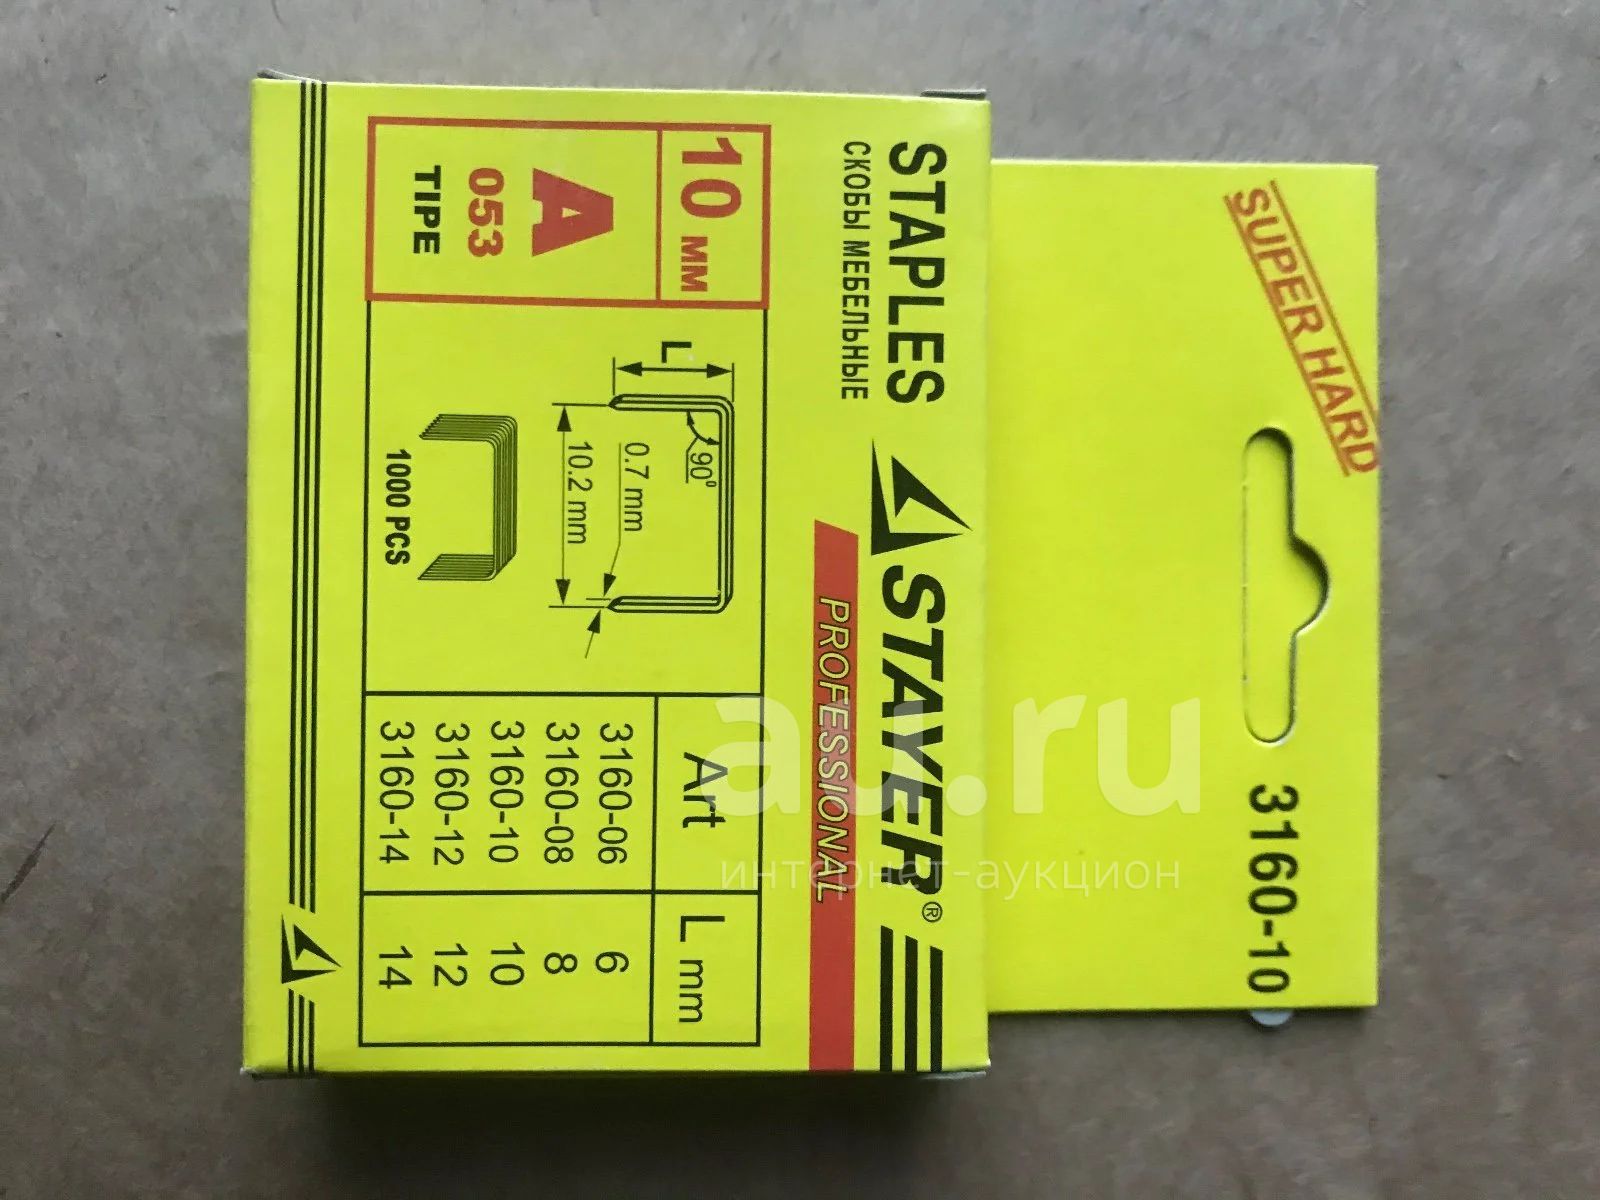 SUPER HARD
3160-10
STAPLES STAYER®
СКОБЫ МЕБЕЛЬНЫЕ
PROFESSIONAL
10 мм
A
053
TIPE
L
90⁰
0.7 mm
10.2 mm
1000 PCS
Art L mm
3160-06 6
3160-08 8
3160-10 10
3160-12 12
3160-14 14
au.ru
интернет-аукцион